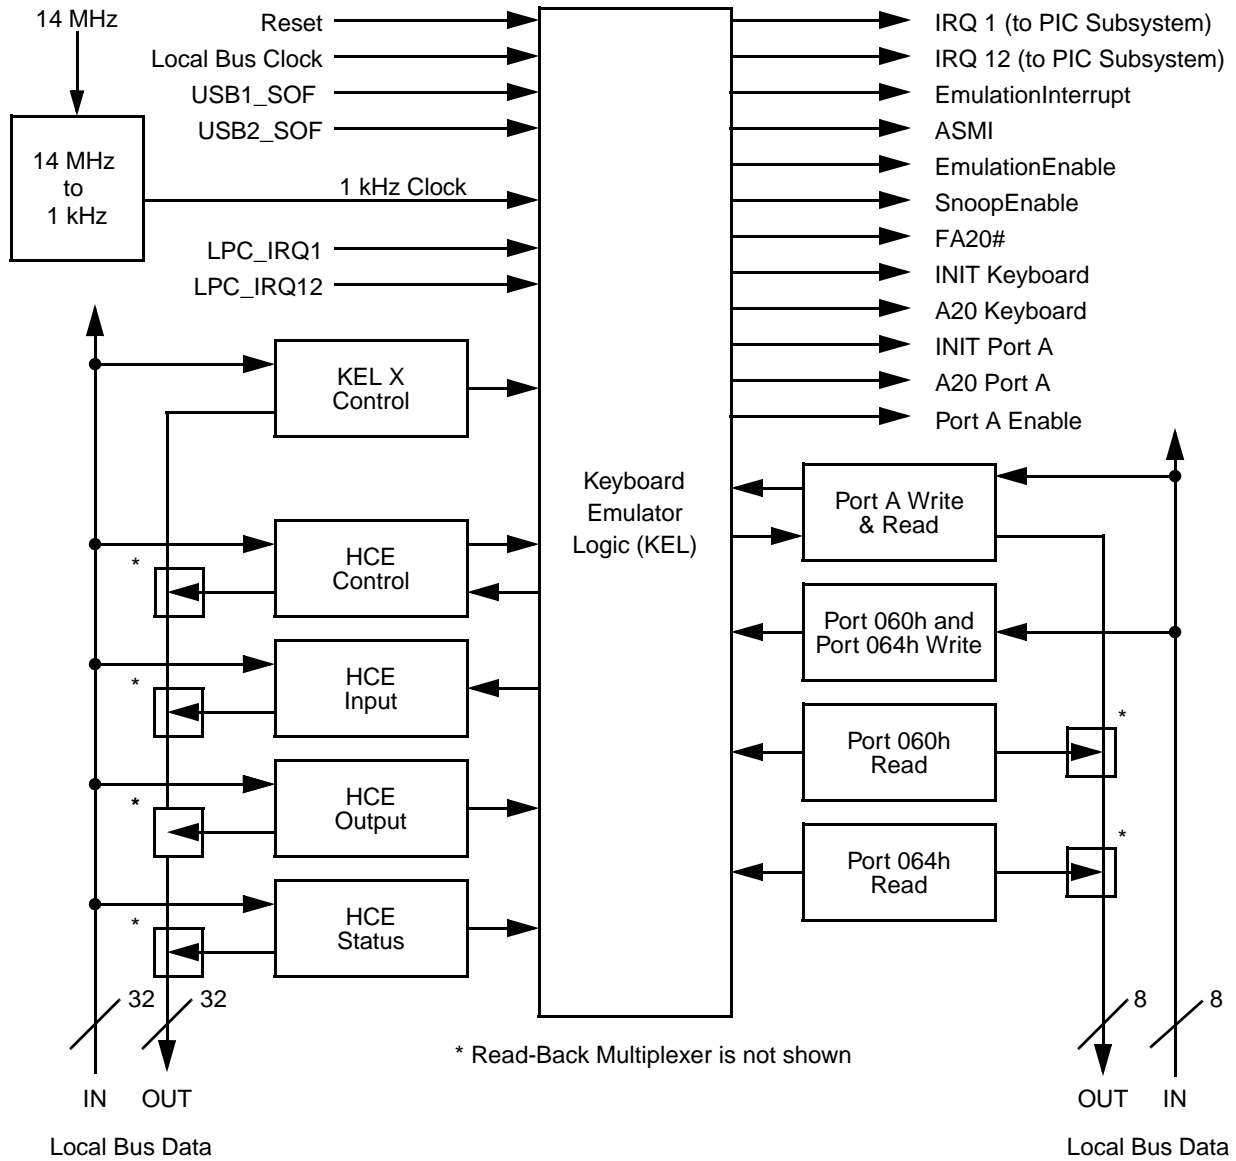 14 MHz
14 MHz
to
1 kHz
Reset
Local Bus Clock
USB1_SOF
USB2_SOF
1 kHz Clock
LPC_IRQ1
LPC_IRQ12
IRQ 1 (to PIC Subsystem)
IRQ 12 (to PIC Subsystem)
EmulationInterrupt
ASMI
EmulationEnable
SnoopEnable
FA20#
INIT Keyboard
A20 Keyboard
INIT Port A
A20 Port A
Port A Enable
KEL X
Control
*
HCE
Control
*
HCE
Input
*
HCE
Output
*
HCE
Status
32
32
IN
OUT
Local Bus Data
Keyboard
Emulator
Logic (KEL)
Port A Write
& Read
Port 060h and
Port 064h Write
Port 060h
Read
*
Port 064h
Read
*
8
8
OUT
IN
Local Bus Data
* Read-Back Multiplexer is not shown